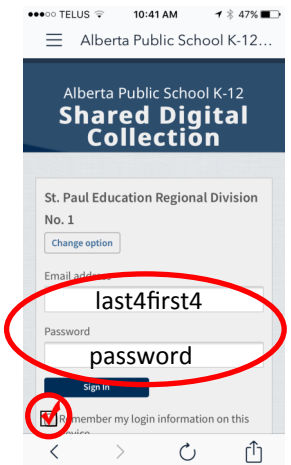 TELUS 10:41 AM 47%
Alberta Public School K-12...
Alberta Public School K-12
Shared Digital
Collection
St. Paul Education Regional Division
No. 1
Change option
Email address
last4first4
Password
password
Sign In
Remember my login information on this
device